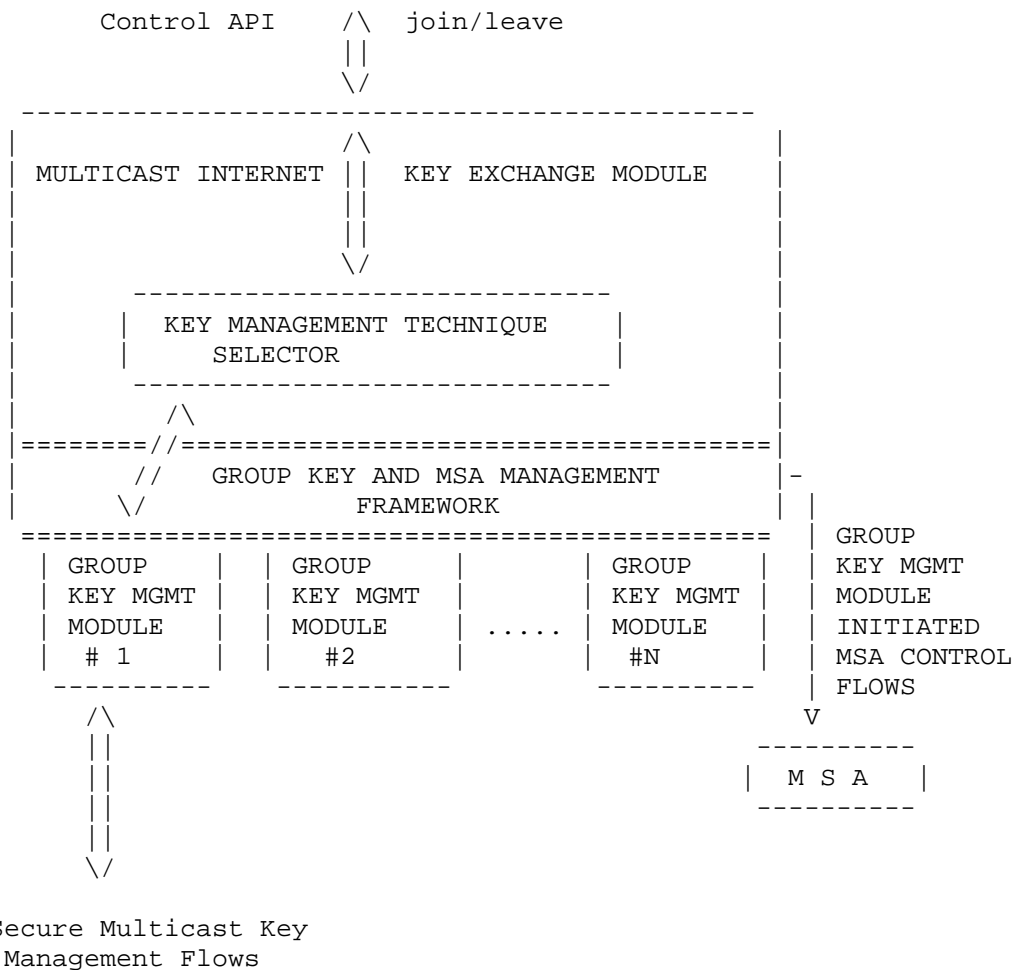 Control API /\ join/leave
MULTICAST INTERNET || KEY EXCHANGE MODULE
KEY MANAGEMENT TECHNIQUE
SELECTOR
GROUP KEY AND MSA MANAGEMENT
FRAMEWORK
GROUP
KEY MGMT
MODULE
# 1
GROUP
KEY MGMT
MODULE
#2
.....
GROUP
KEY MGMT
MODULE
#N
GROUP
KEY MGMT
MODULE
INITIATED
MSA CONTROL
FLOWS
V
M S A
Secure Multicast Key
Management Flows